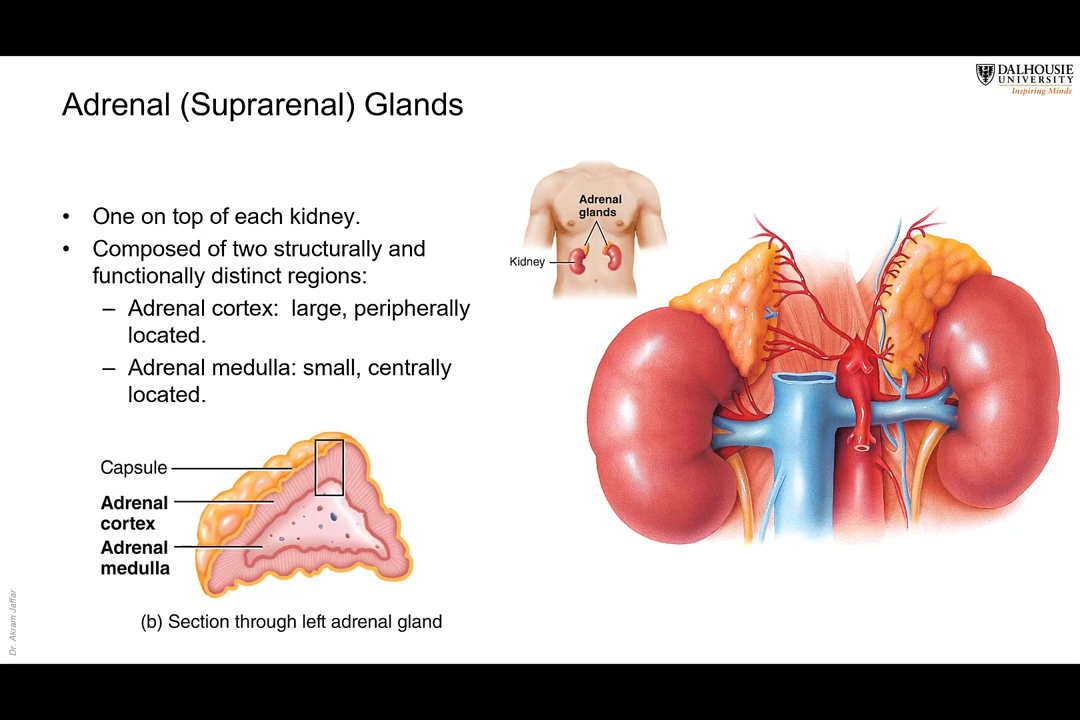 DALHOUSIE
UNIVERSITY
Inspiring Minds
Adrenal (Suprarenal) Glands
• One on top of each kidney.
• Composed of two structurally and
functionally distinct regions:
– Adrenal cortex: large, peripherally
located.
– Adrenal medulla: small, centrally
located.
Adrenal
glands
Kidney
Capsule
Adrenal
cortex
Adrenal
medulla
(b) Section through left adrenal gland
Dr. Akram Jaffar